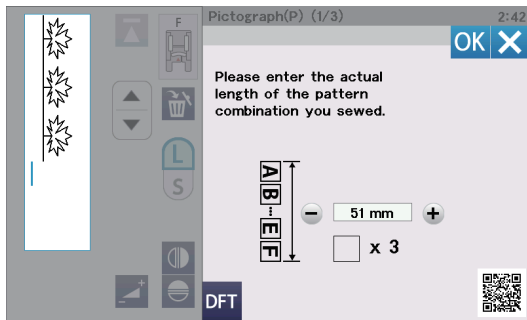 Pictograph(P) (1/3)
2:42
F
OK
Please enter the actual
length of the pattern
combination you sewed.
L
S
A
B
E
F
51 mm
x 3
DFT